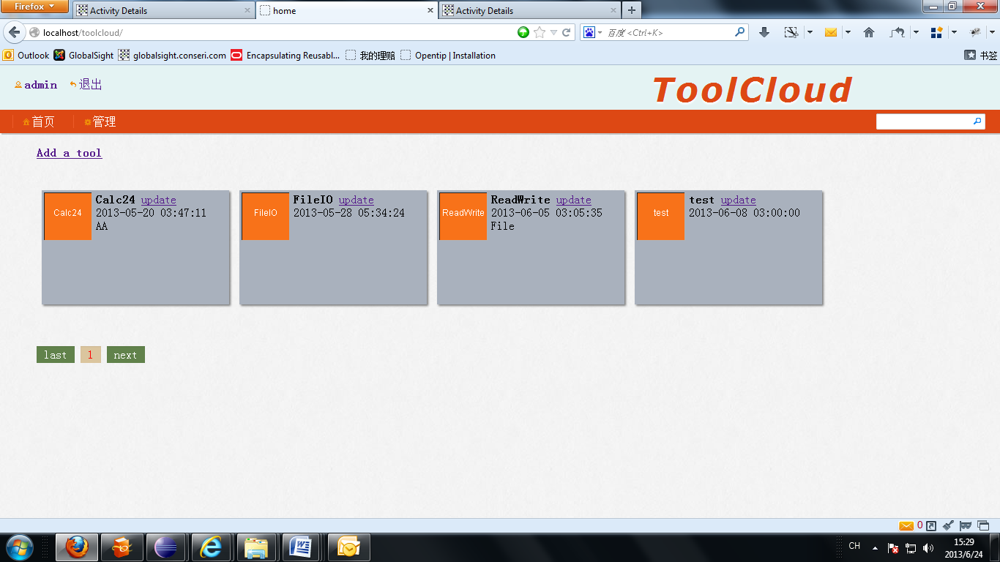 Firefox
Activity Details
home
Activity Details
localhost/toolcloud/
百度 <Ctrl+K>
Outlook
GlobalSight
globalsight.conseri.com
Encapsulating Reusabl...
我的理赔
Opentip | Installation
书签
admin
退出
ToolCloud
首页
管理
Add a tool
Calc24
Calc24 update
2013-05-20 03:47:11
AA
FileIO
FileIO update
2013-05-28 05:34:24
ReadWrite
ReadWrite update
2013-06-05 03:05:35
File
test
test update
2013-06-08 03:00:00
last
1
next
0
CH
15:29
2013/6/24